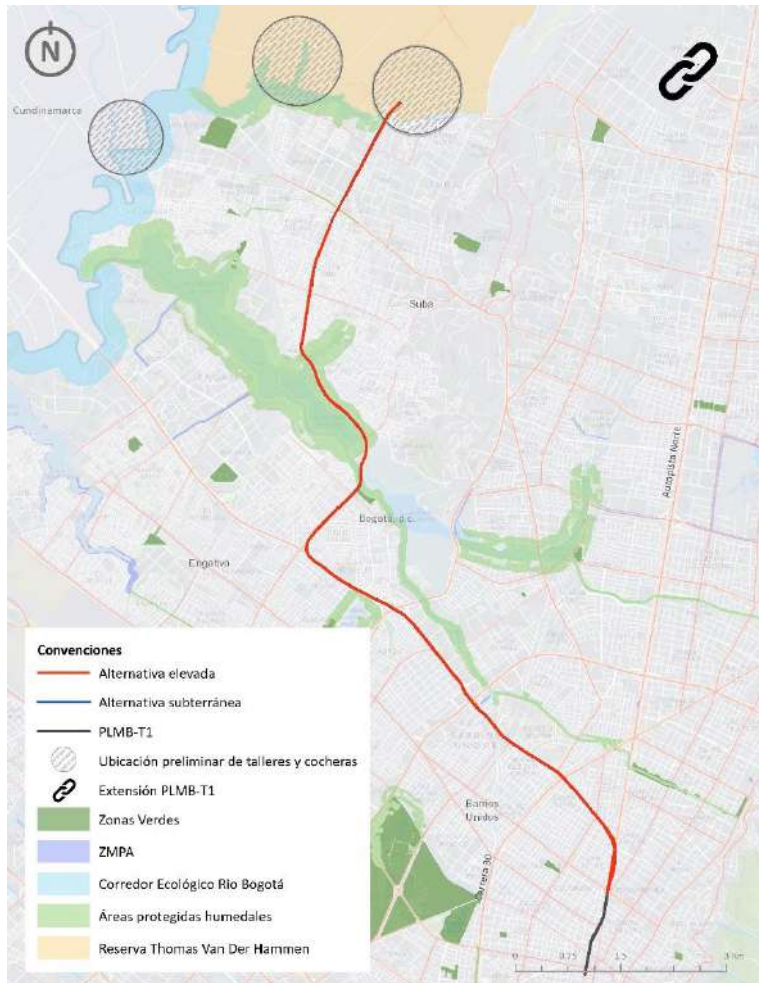 N
Cundinamarca
Suba
Autopista Norte
Bogotá, d.c.
Engativa
Barrios
Unidos
Carrera 30
Convenciones
Alternativa elevada
Alternativa subterránea
PLMB-T1
Ubicación preliminar de talleres y cocheras
Extensión PLMB-T1
Zonas Verdes
ZMPA
Corredor Ecológico Rio Bogotá
Áreas protegidas humedales
Reserva Thomas Van Der Hammen
0 0.75 1.5 3 Km